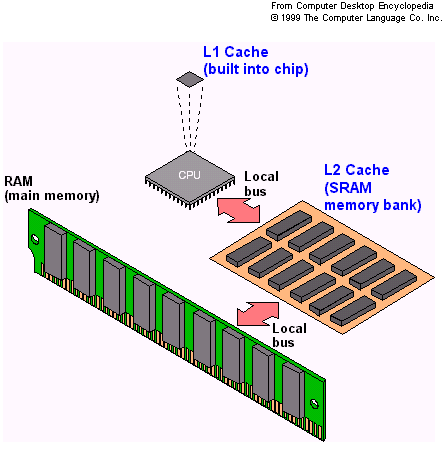 From Computer Desktop Encyclopedia
© 1999 The Computer Language Co. Inc.
L1 Cache
(built into chip)
CPU
Local
bus
L2 Cache
(SRAM
memory bank)
RAM
(main memory)
Local
bus